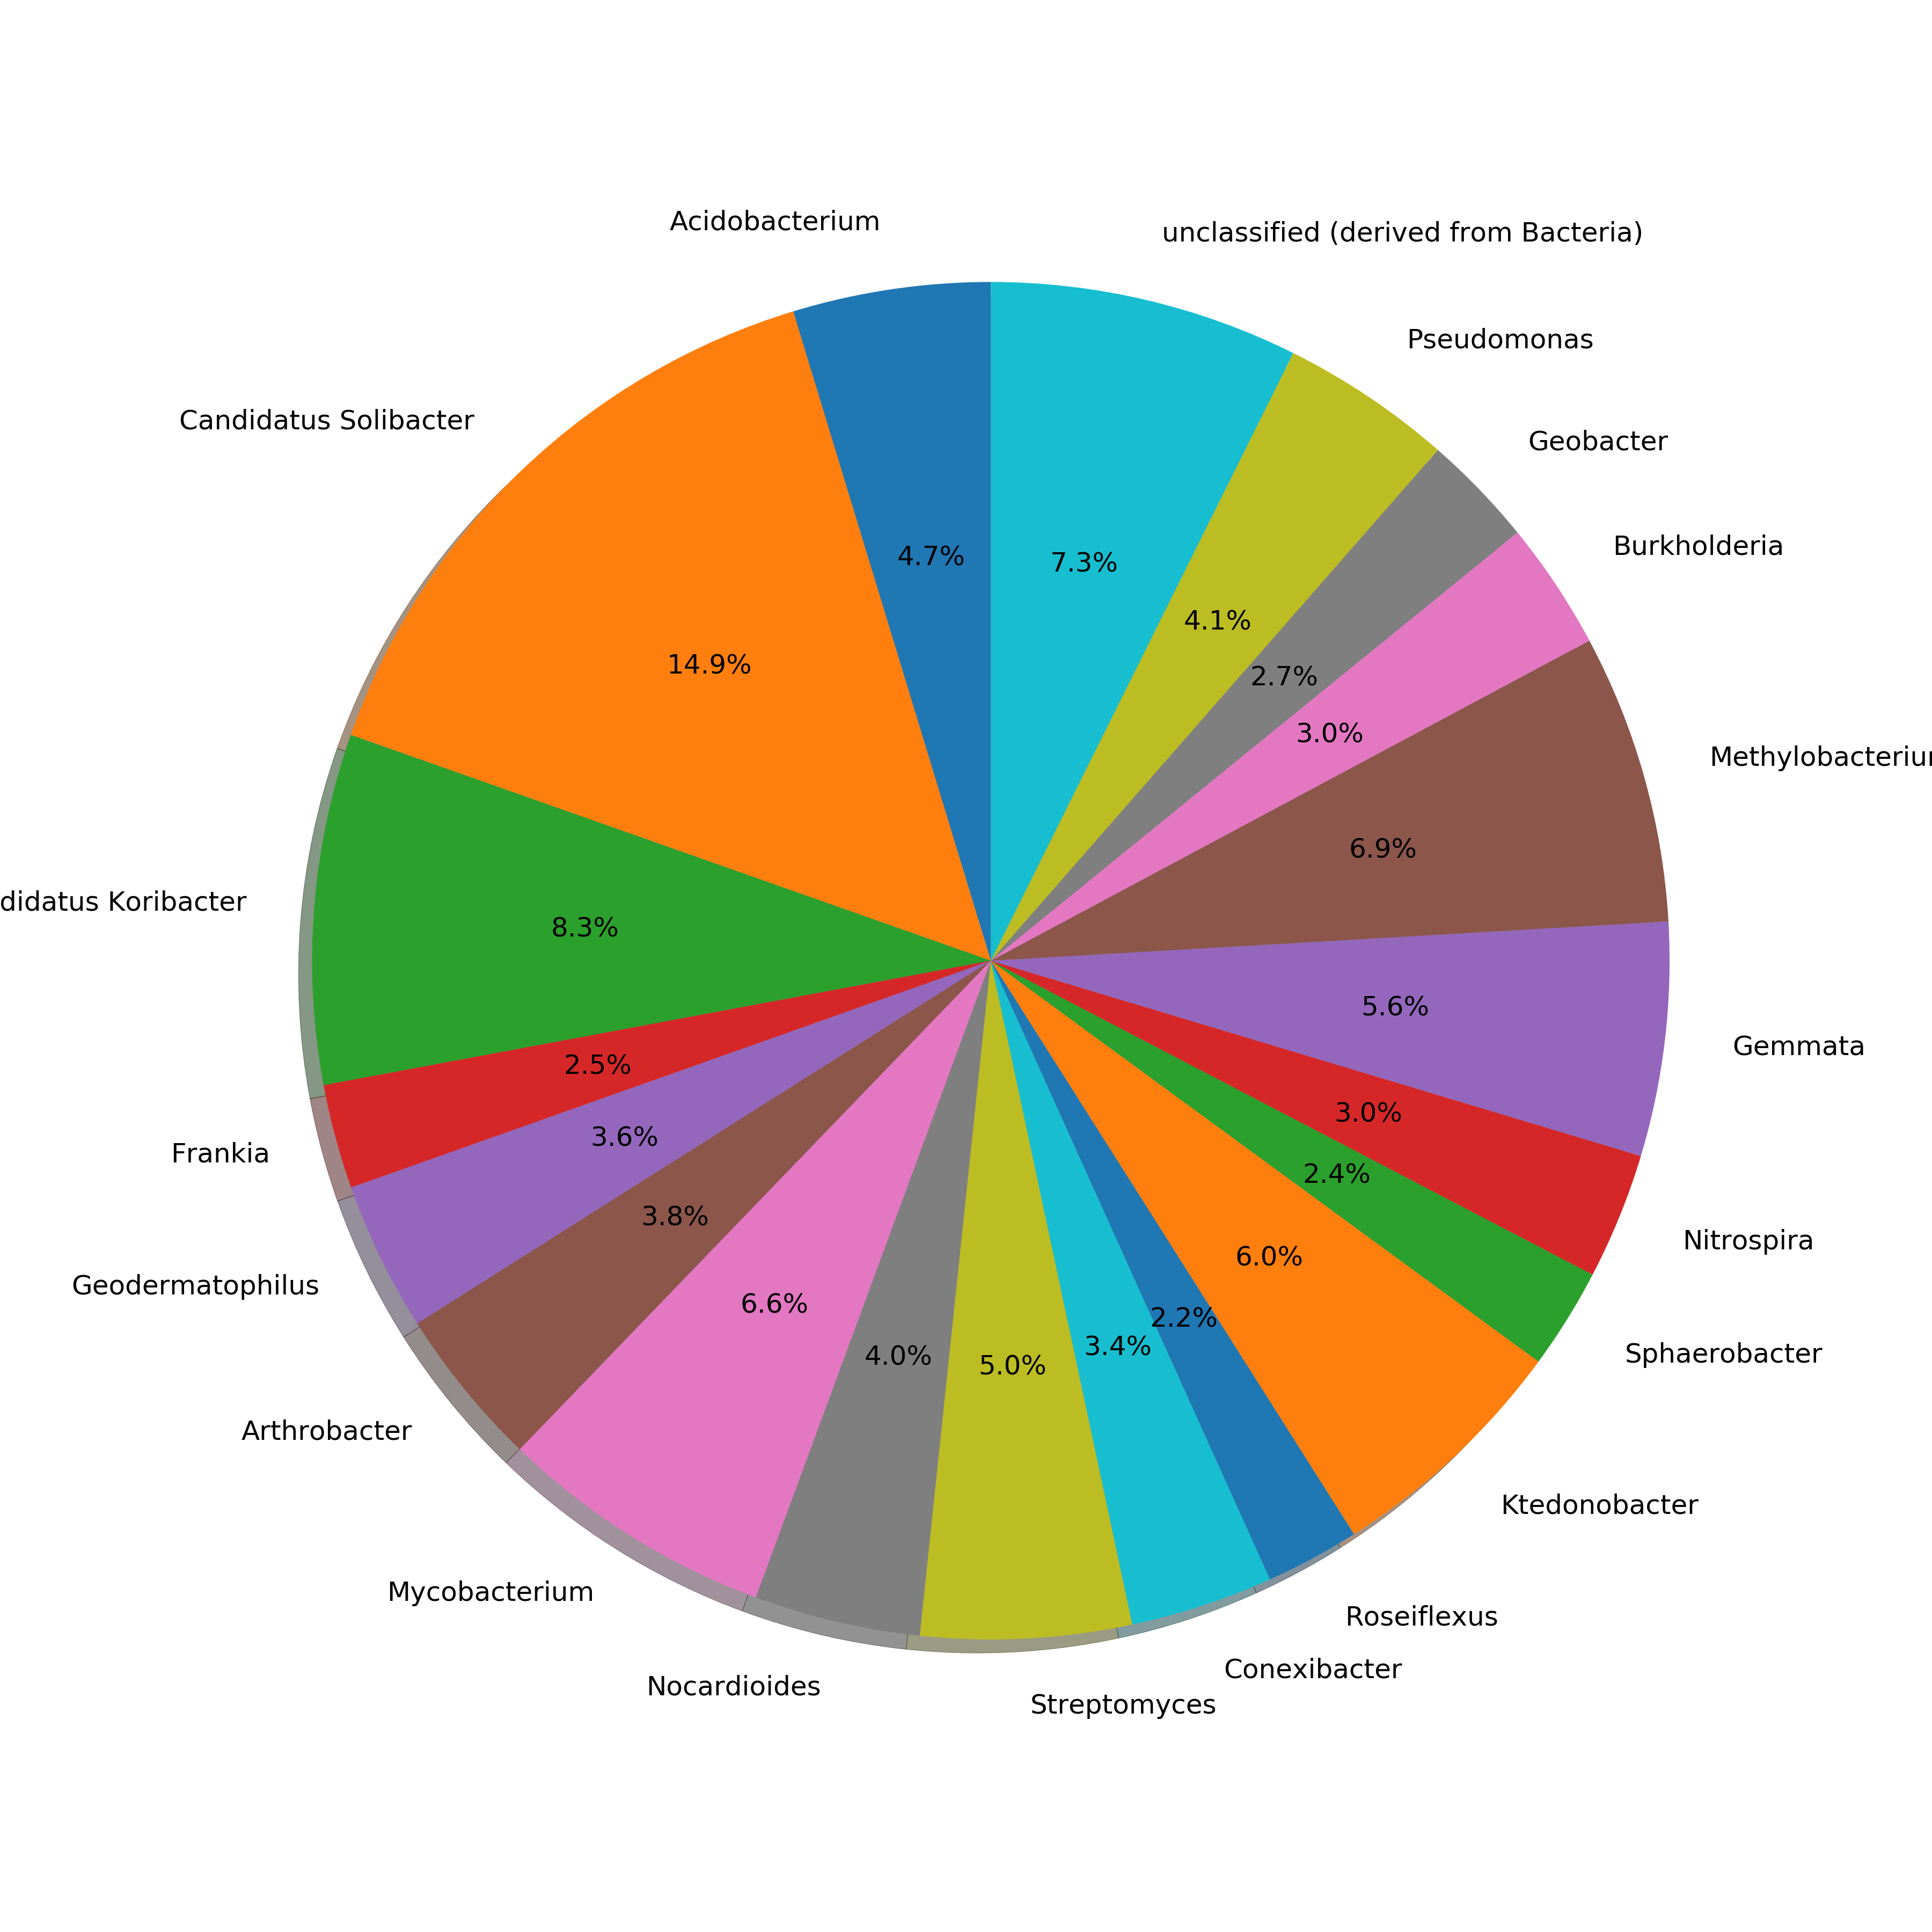 Acidobacterium
unclassified (derived from Bacteria)
Pseudomonas
Candidatus Solibacter
Geobacter
Burkholderia
4.7%
7.3%
4.1%
14.9%
2.7%
3.0%
Methylobacteriu
6.9%
didatus Koribacter
8.3%
5.6%
Gemmata
2.5%
3.0%
Frankia
3.6%
2.4%
Nitrospira
3.8%
6.0%
Geodermatophilus
6.6%
2.2%
3.4%
Sphaerobacter
4.0%
5.0%
Arthrobacter
Ktedonobacter
Mycobacterium
Roseiflexus
Conexibacter
Nocardioides
Streptomyces